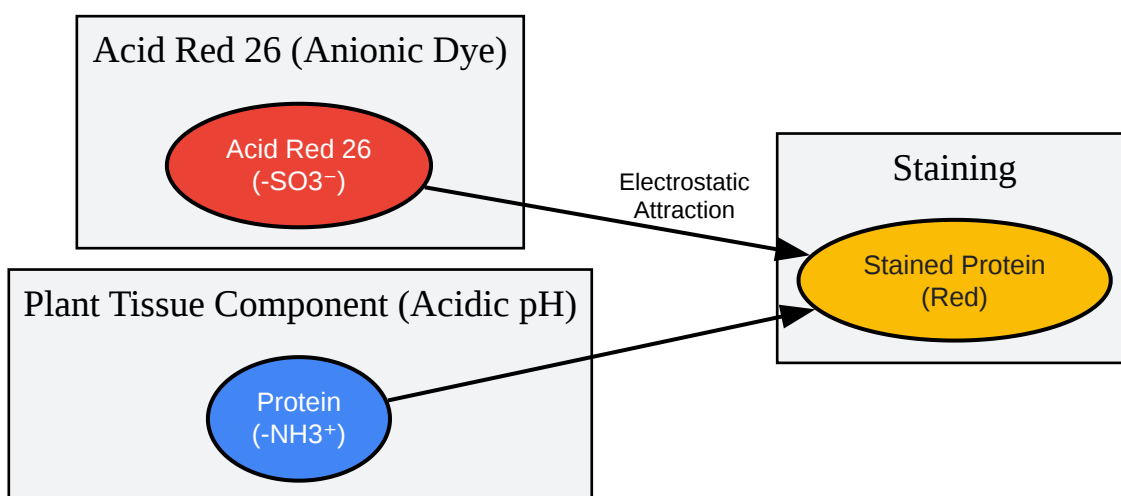 Acid Red 26 (Anionic Dye)
Acid Red 26
(-SO3⁻)
Electrostatic
Attraction
Staining
Stained Protein
(Red)
Plant Tissue Component (Acidic pH)
Protein
(-NH3⁺)